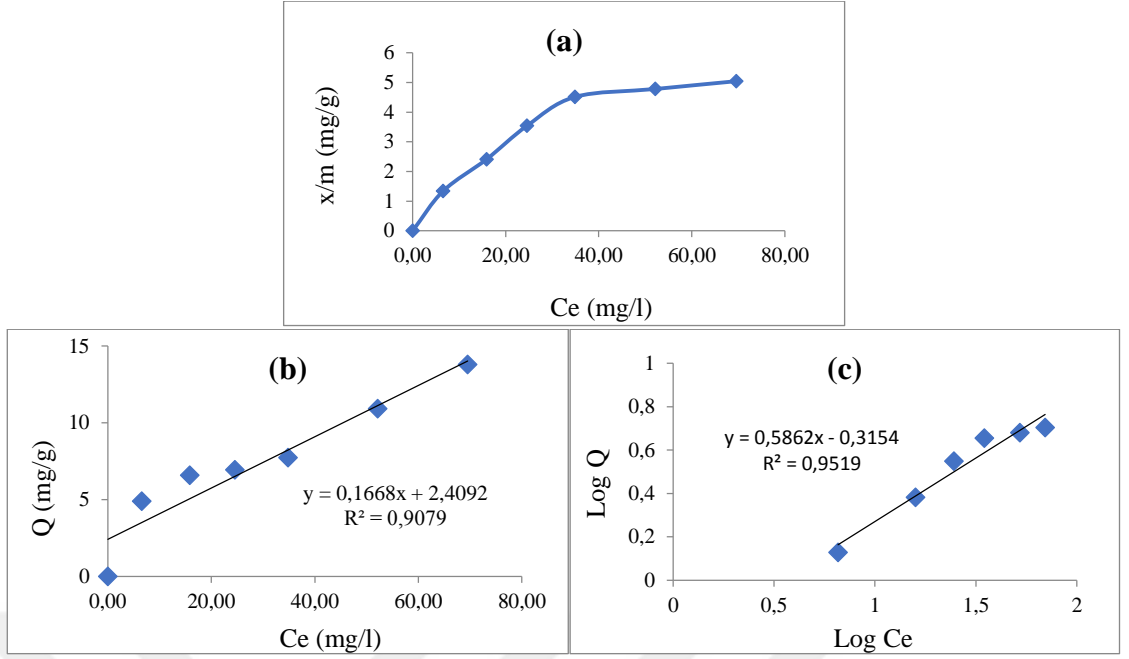 (a)
x/m (mg/g)
6
5
4
3
2
1
0
0,00 20,00 40,00 60,00 80,00
Ce (mg/l)
(b)
Q (mg/g)
15
10
5
0
y = 0,1668x + 2,4092
R² = 0,9079
0,00 20,00 40,00 60,00 80,00
Ce (mg/l)
(c)
Log Q
1
0,8
0,6
0,4
0,2
0
y = 0,5862x - 0,3154
R² = 0,9519
0 0,5 1 1,5 2
Log Ce